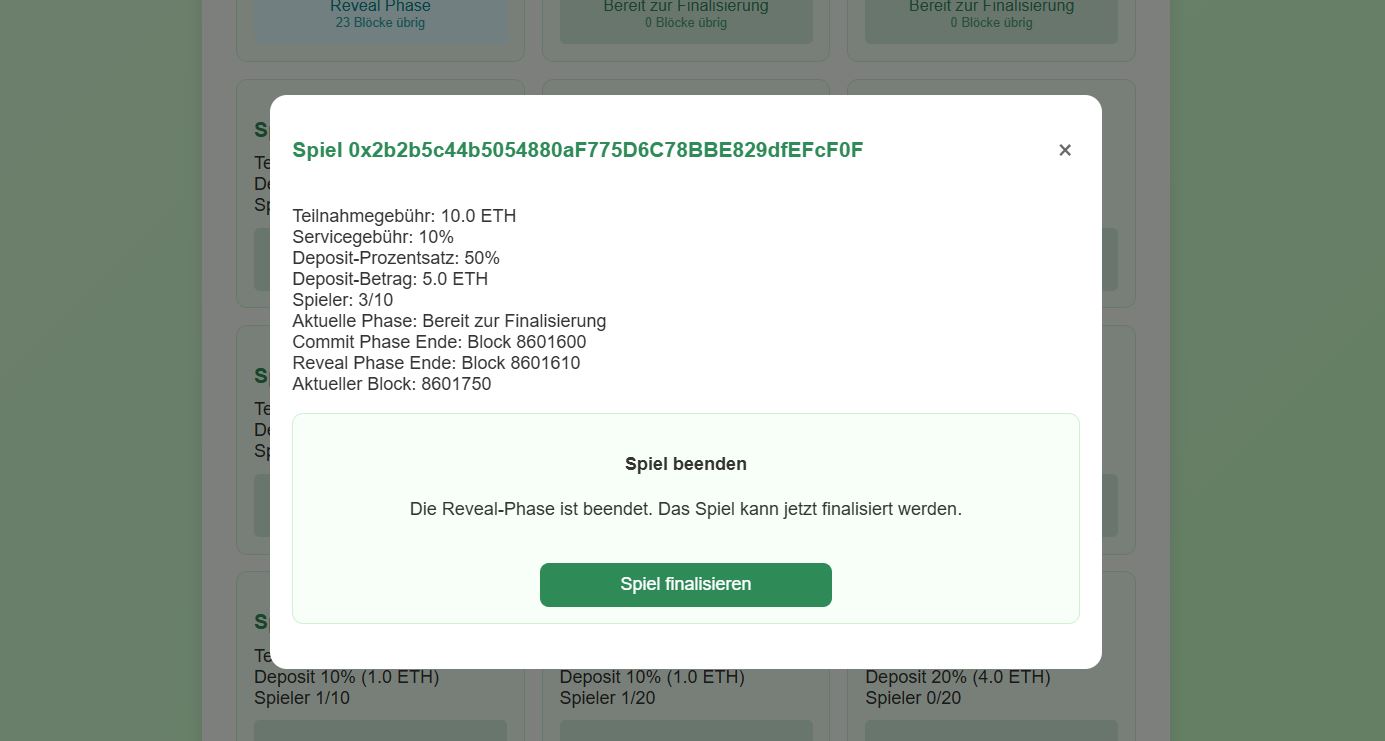 Reveal Phase
23 Blöcke übrig
Bereit zur Finalisierung
0 Blöcke übrig
Bereit zur Finalisierung
0 Blöcke übrig
Spiel 0x2b2b5c44b5054880aF775D6C78BBE829dfEFcF0F
×
Teilnahmegebühr: 10.0 ETH
Servicegebühr: 10%
Deposit-Prozentsatz: 50%
Deposit-Betrag: 5.0 ETH
Spieler: 3/10
Aktuelle Phase: Bereit zur Finalisierung
Commit Phase Ende: Block 8601600
Reveal Phase Ende: Block 8601610
Aktueller Block: 8601750
Spiel beenden
Die Reveal-Phase ist beendet. Das Spiel kann jetzt finalisiert werden.
Spiel finalisieren
Deposit 10% (1.0 ETH)
Spieler 1/10
Deposit 10% (1.0 ETH)
Spieler 1/20
Deposit 20% (4.0 ETH)
Spieler 0/20